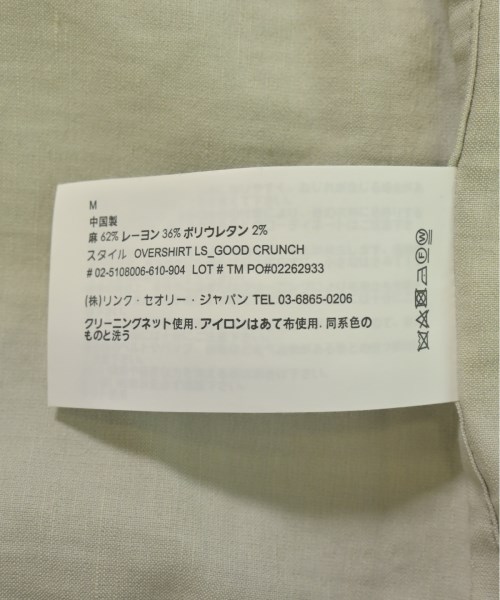 M
中国製
麻 62% レーヨン 36% ポリウレタン 2%
スタイル OVERSHIRT LS_GOOD CRUNCH
# 02-5108006-610-904 LOT # TM PO#02262933
(株)リンク・セオリー・ジャパン TEL 03-6865-0206
クリーニングネット使用. アイロンはあて布使用. 同系色の
ものと洗う